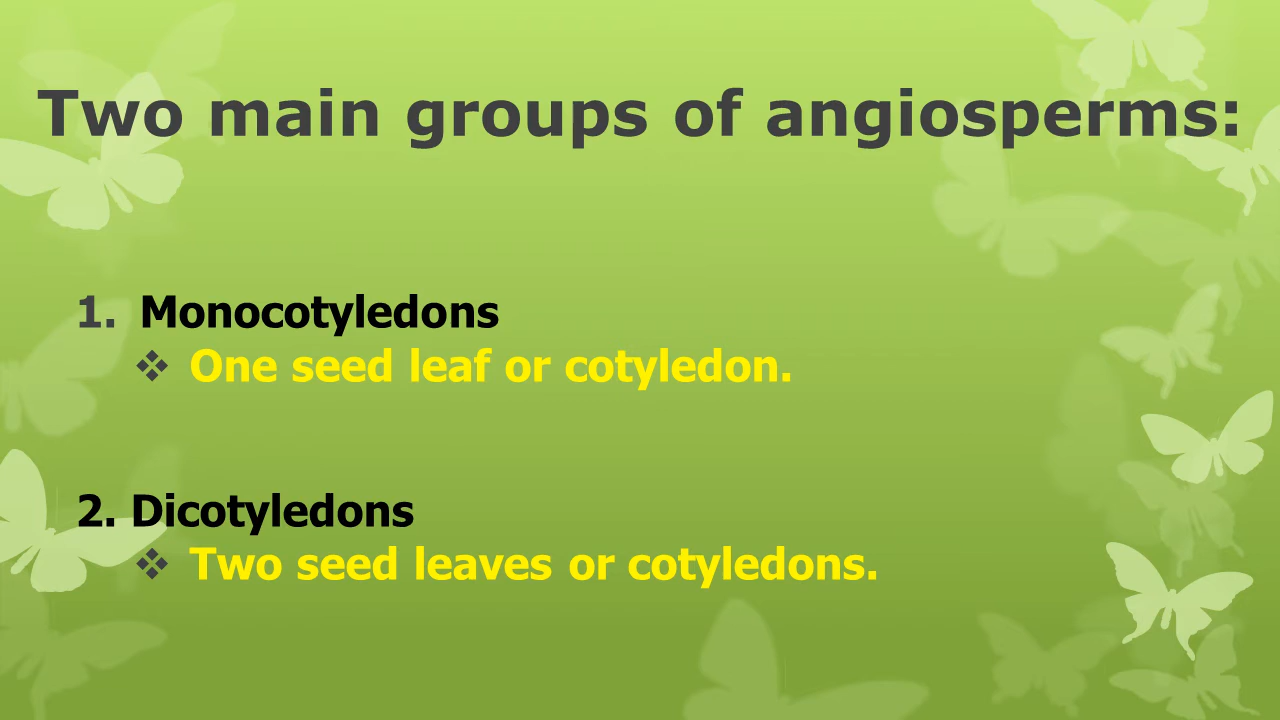 Two main groups of angiosperms:
1. Monocotyledons
❖ One seed leaf or cotyledon.
2. Dicotyledons
❖ Two seed leaves or cotyledons.